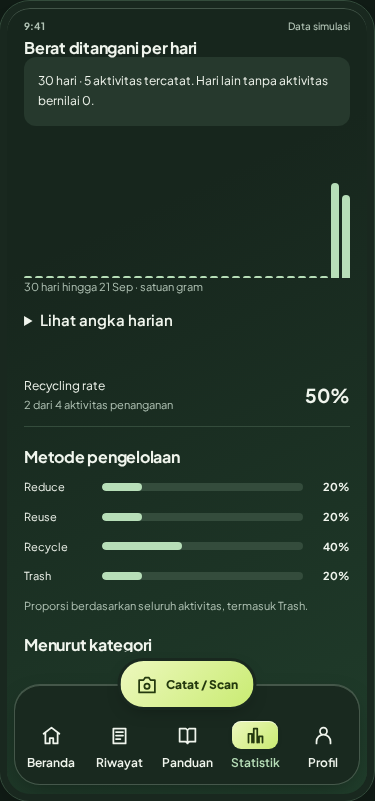 9:41
Data simulasi
Berat ditangani per hari
30 hari · 5 aktivitas tercatat. Hari lain tanpa aktivitas
bernilai 0.
30 hari hingga 21 Sep · satuan gram
Lihat angka harian
Recycling rate
2 dari 4 aktivitas penanganan
50%
Metode pengelolaan
Reduce 20%
Reuse 20%
Recycle 40%
Trash 20%
Proporsi berdasarkan seluruh aktivitas, termasuk Trash.
Menurut kategori
Catat / Scan
Beranda Riwayat Panduan Statistik Profil